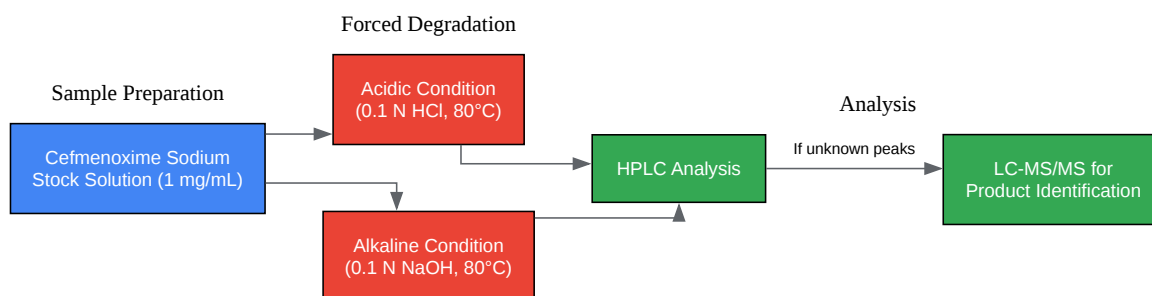 Forced Degradation
Sample Preparation
Acidic Condition
(0.1 N HCl, 80°C)
Analysis
Cefmenoxime Sodium
Stock Solution (1 mg/mL)
HPLC Analysis
If unknown peaks
LC-MS/MS for
Product Identification
Alkaline Condition
(0.1 N NaOH, 80°C)